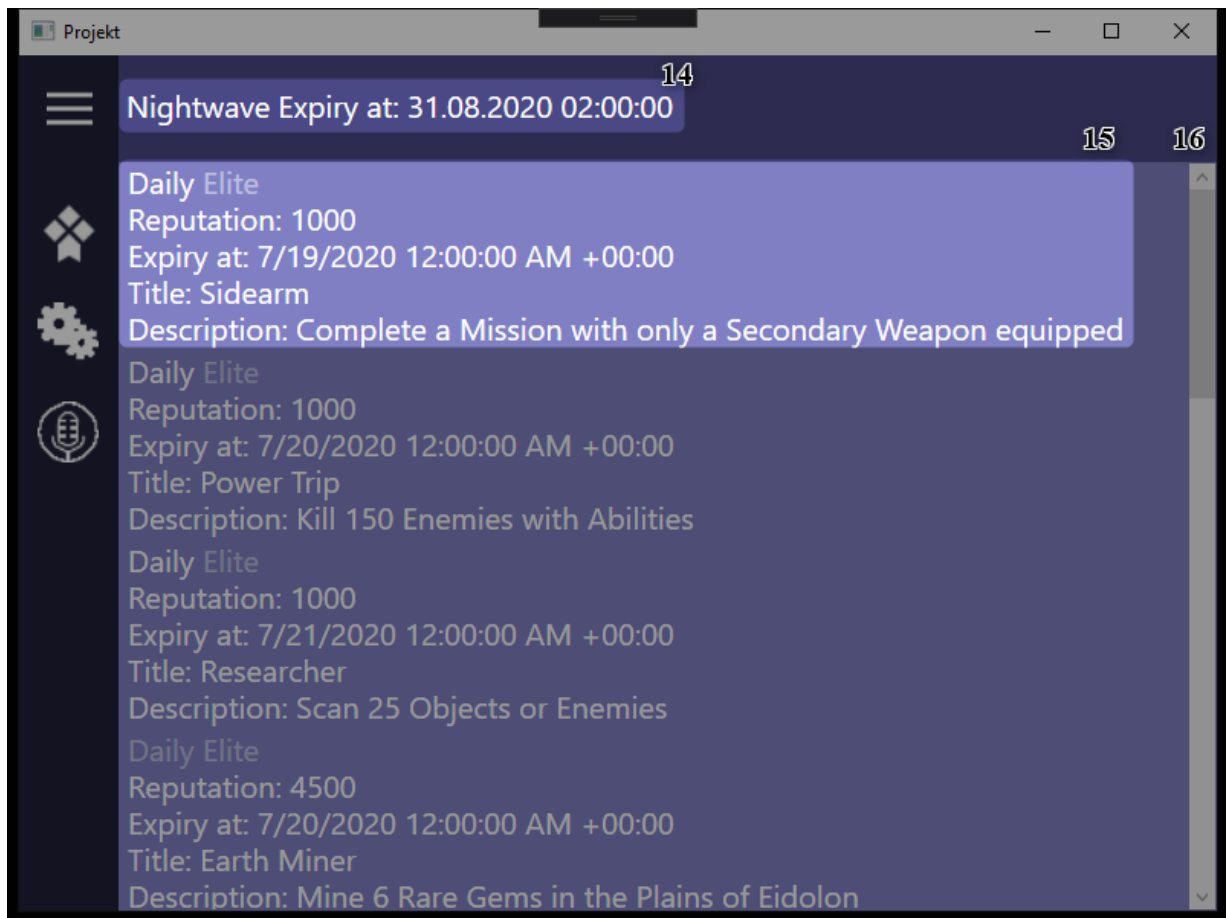 Projekt
14
Nightwave Expiry at: 31.08.2020 02:00:00
15 16
Daily Elite
Reputation: 1000
Expiry at: 7/19/2020 12:00:00 AM +00:00
Title: Sidearm
Description: Complete a Mission with only a Secondary Weapon equipped
Daily Elite
Reputation: 1000
Expiry at: 7/20/2020 12:00:00 AM +00:00
Title: Power Trip
Description: Kill 150 Enemies with Abilities
Daily Elite
Reputation: 1000
Expiry at: 7/21/2020 12:00:00 AM +00:00
Title: Researcher
Description: Scan 25 Objects or Enemies
Daily Elite
Reputation: 4500
Expiry at: 7/20/2020 12:00:00 AM +00:00
Title: Earth Miner
Description: Mine 6 Rare Gems in the Plains of Eidolon